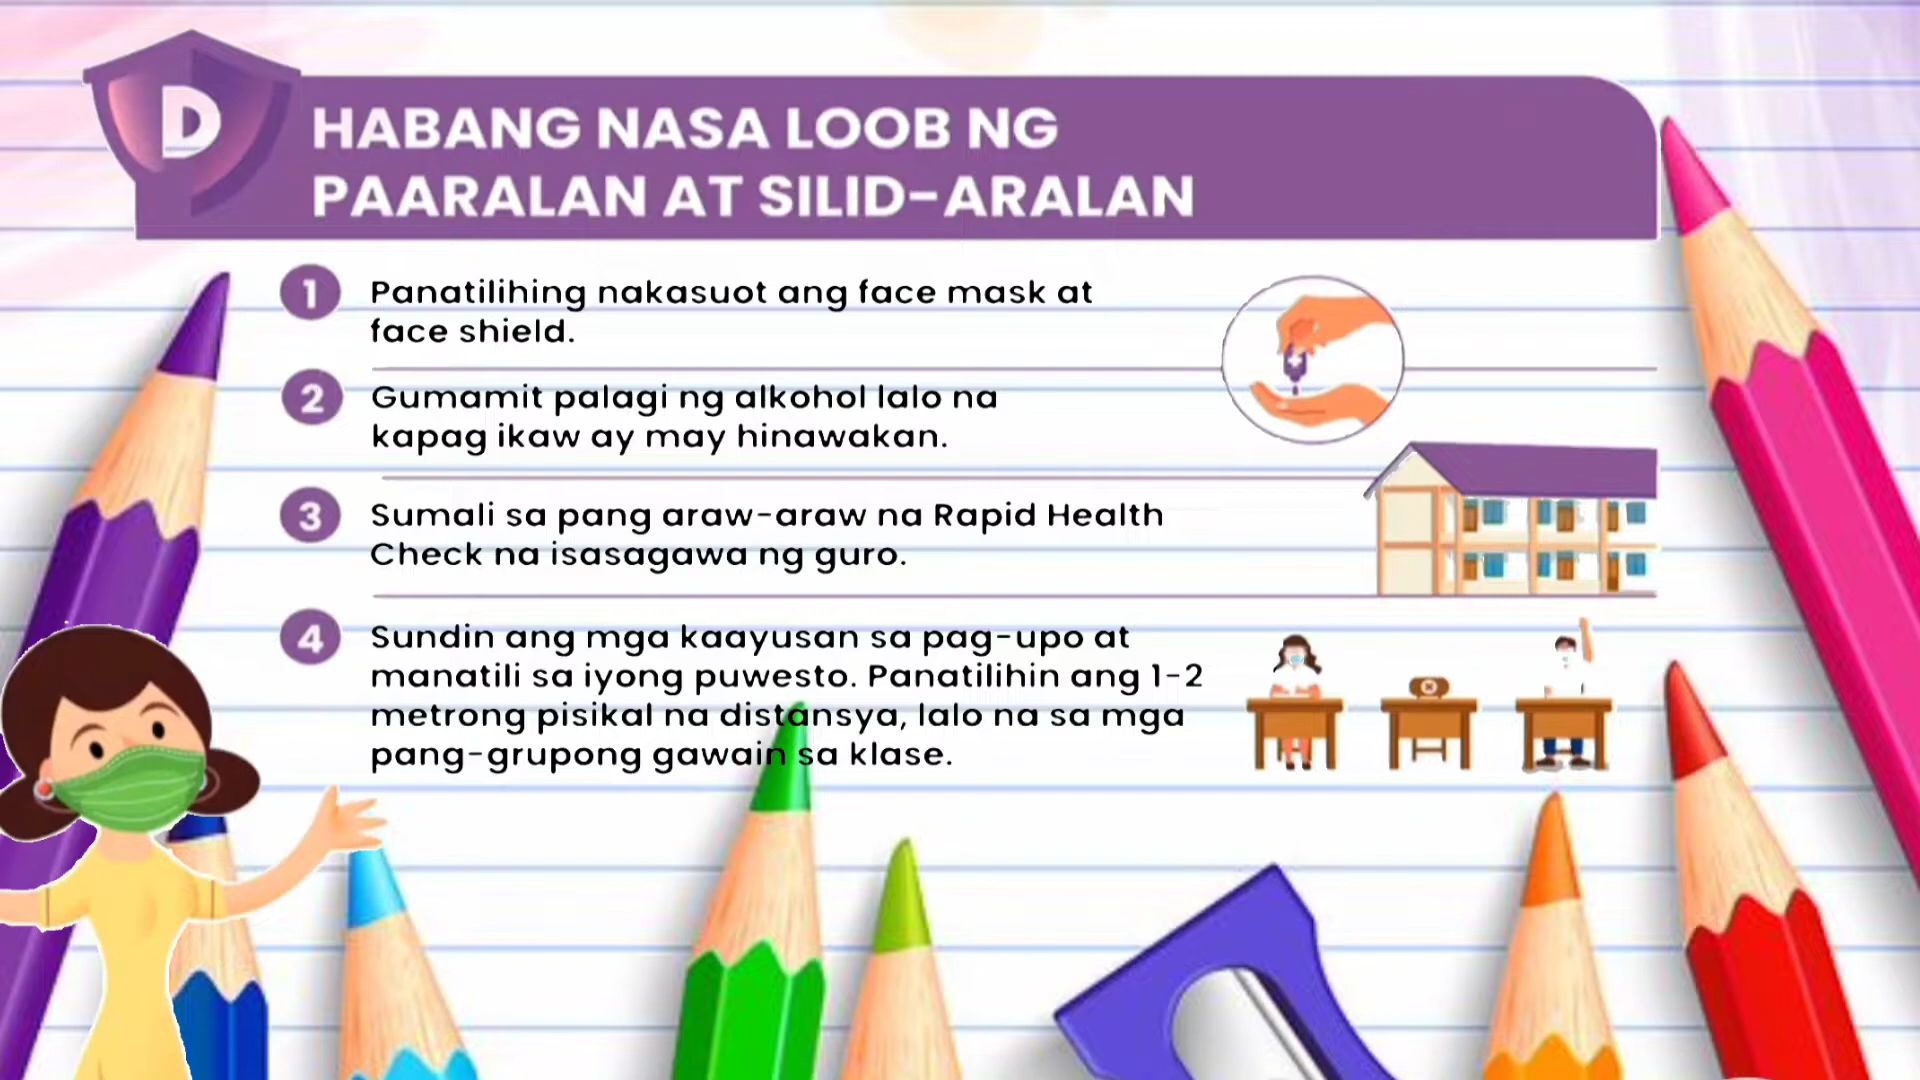 D
HABANG NASA LOOB NG
PAARALAN AT SILID-ARALAN
1 Panatilihing nakasuot ang face mask at
face shield.
2 Gumamit palagi ng alkohol lalo na
kapag ikaw ay may hinawakan.
3 Sumali sa pang araw-araw na Rapid Health
Check na isasagawa ng guro.
4 Sundin ang mga kaayusan sa pag-upo at
manatili sa iyong puwesto. Panatilihin ang 1-2
metrong pisikal na distansya, lalo na sa mga
pang-grupong gawain sa klase.